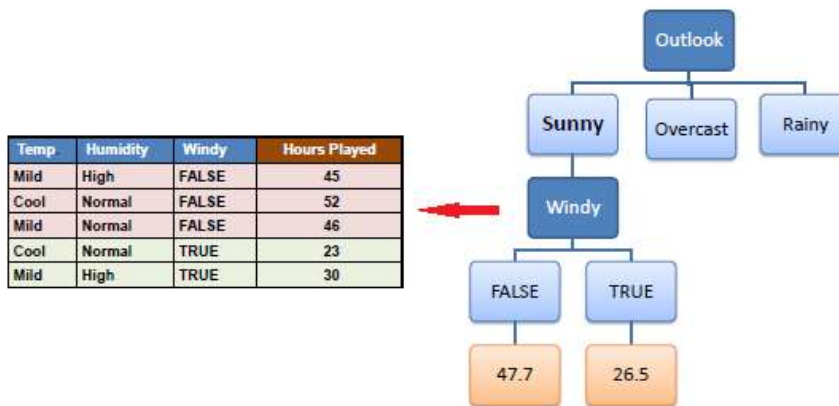 Temp. Humidity Windy Hours Played
Mild High FALSE 45
Cool Normal FALSE 52
Mild Normal FALSE 46
Cool Normal TRUE 23
Mild High TRUE 30
Outlook
Sunny Overcast Rainy
Windy
FALSE TRUE
47.7 26.5